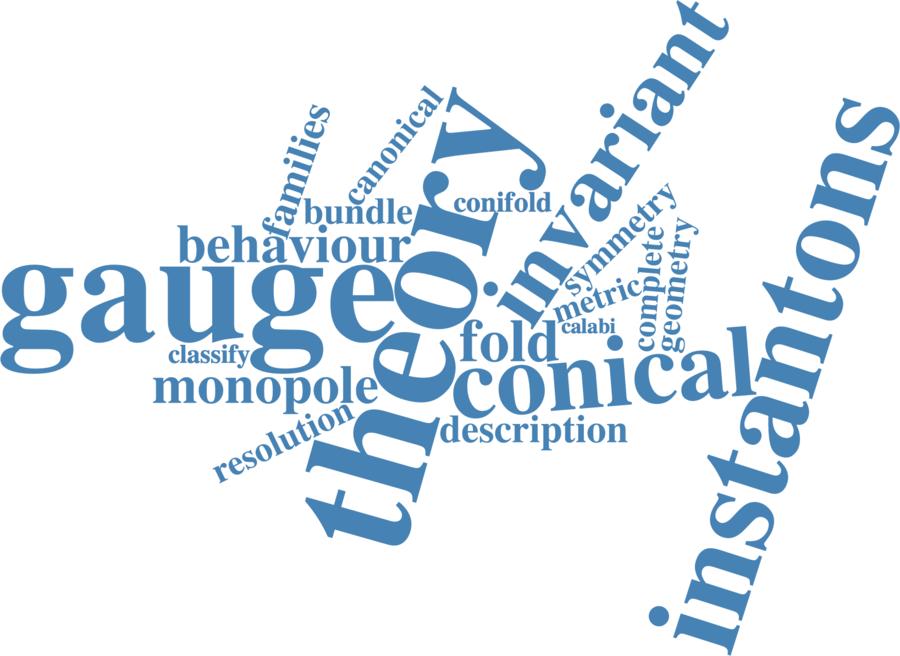 invariant
canonical
families
theory
instantons
conifold
bundle
symmetry
behaviour
complete
geometry
gauge
metric
calabi
fold
classify
conical
monopole
resolution
description